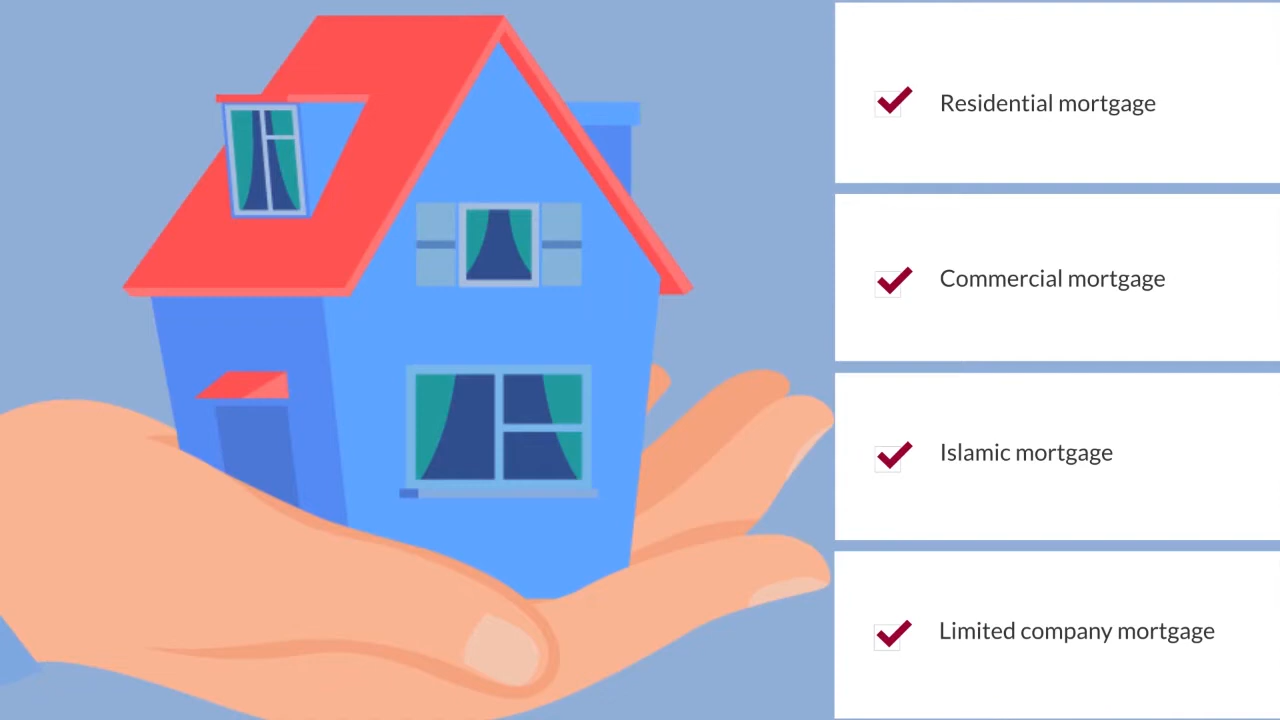 Residential mortgage
Commercial mortgage
Islamic mortgage
Limited company mortgage